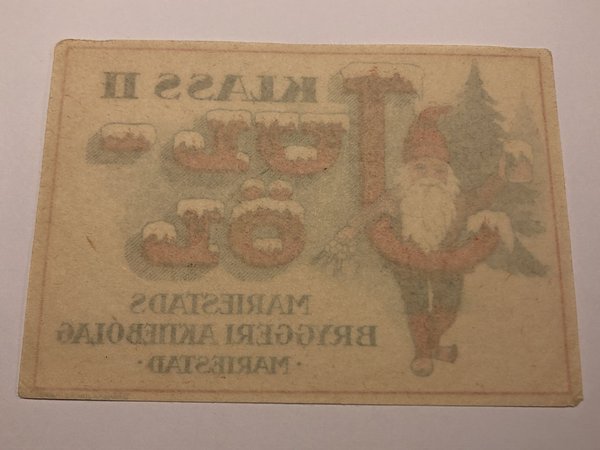 KLASS II
JUL-
ÖL
MARIESTADS
BRYGGERI AKTIEBOLAG
· MARIESTAD ·